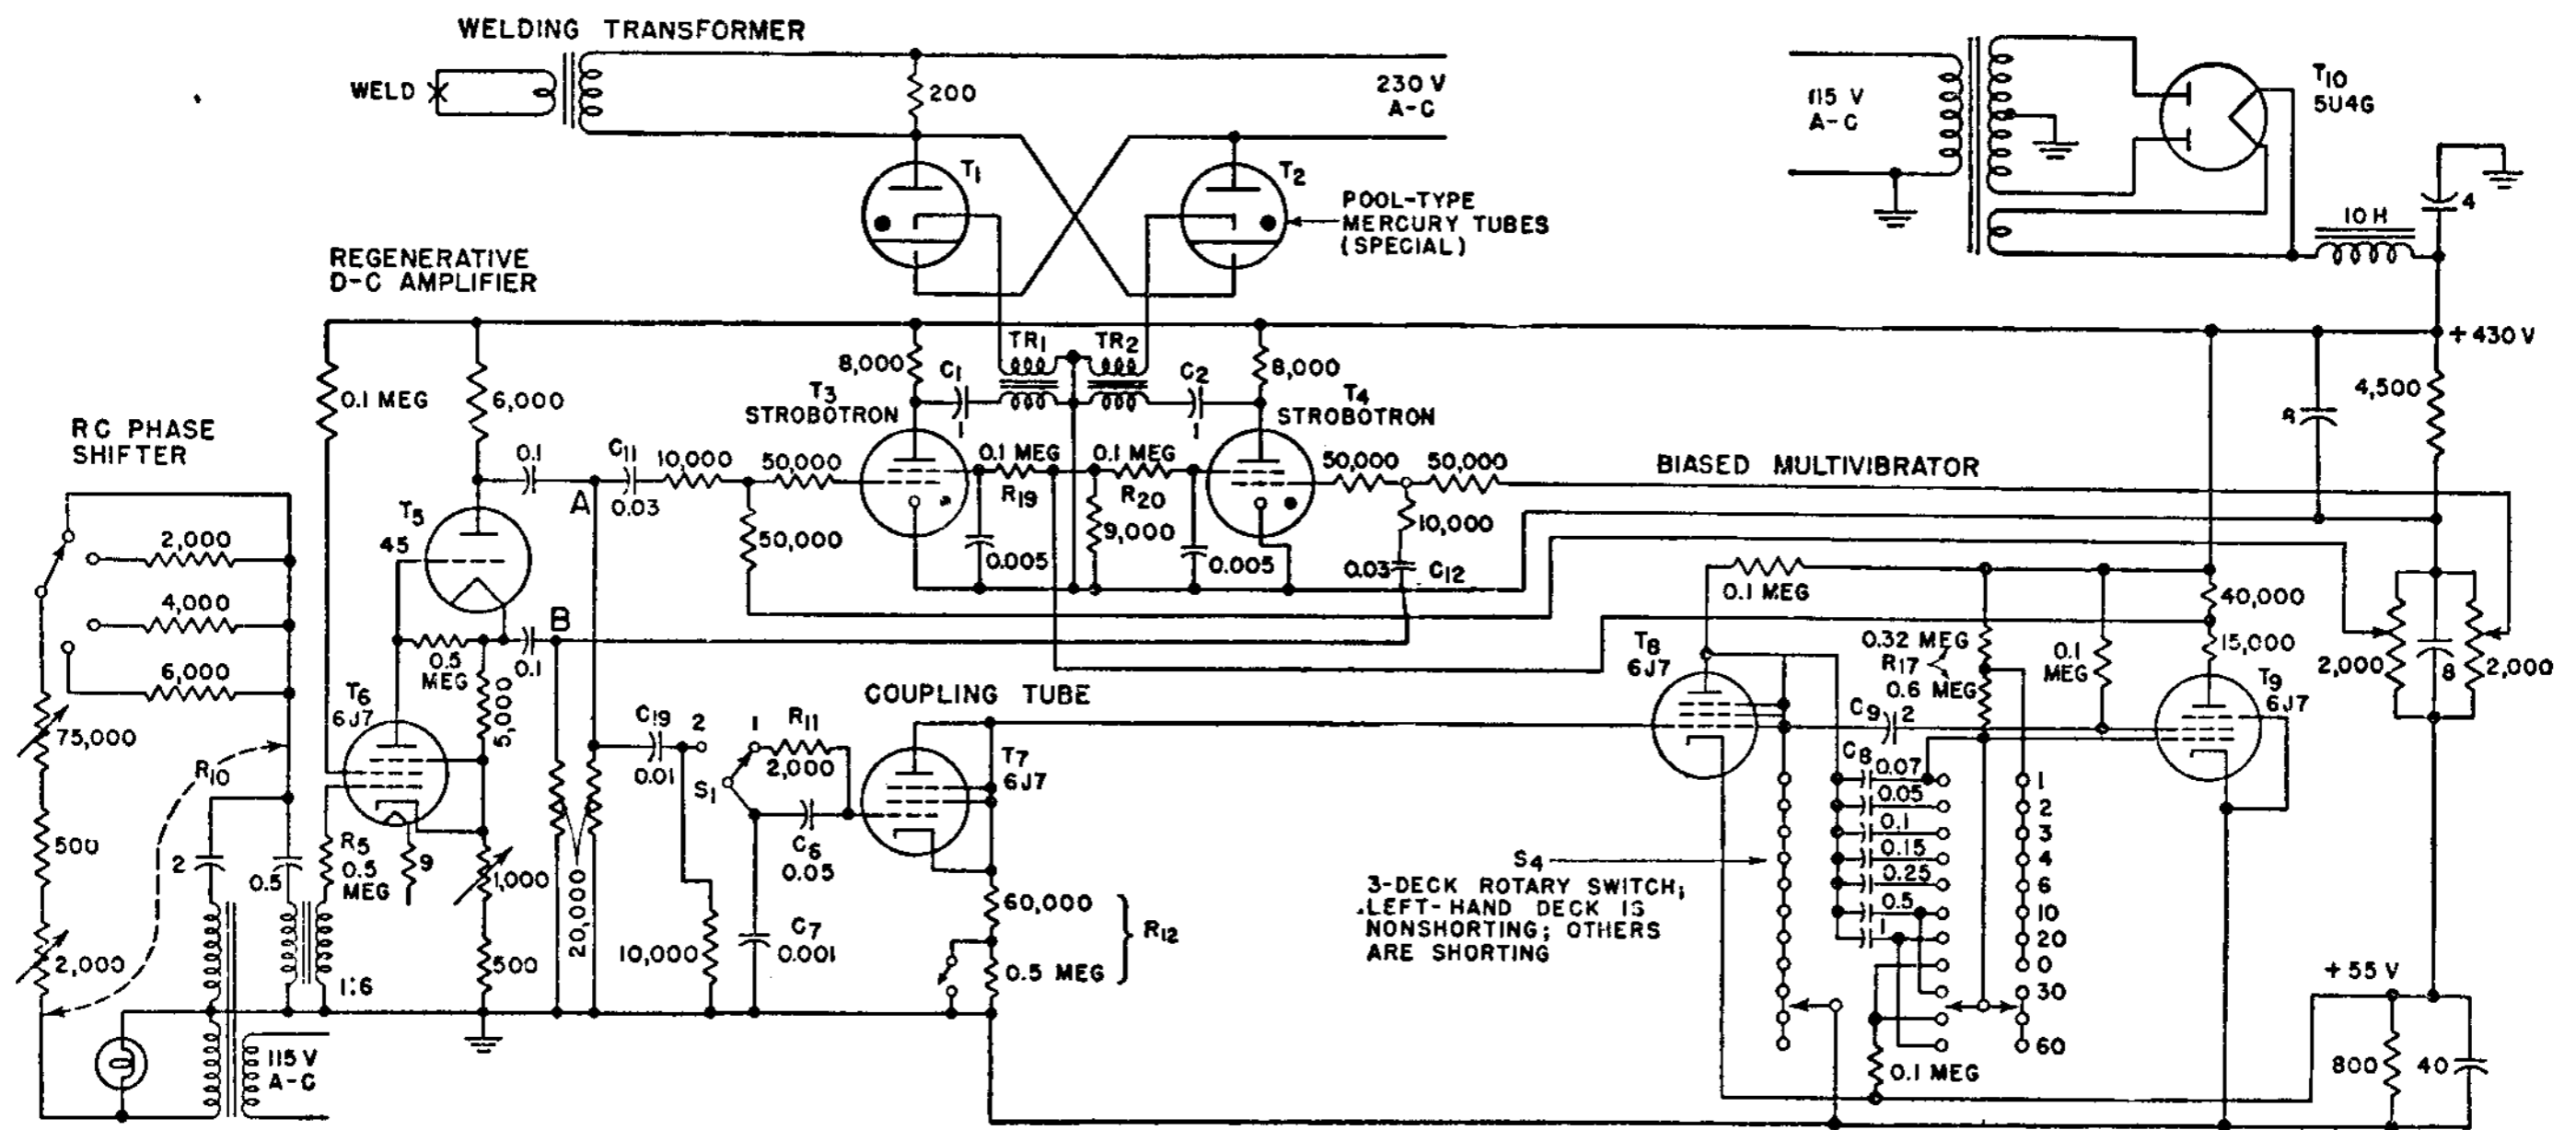 WELDING TRANSFORMER
WELD
200
230 V
A-C
T1
T2
POOL-TYPE
MERCURY TUBES
(SPECIAL)
115 V
A-C
T10
5U4G
4
10 H
+ 430 V
REGENERATIVE
D-C AMPLIFIER
0.1 MEG
6,000
8,000
TR1
TR2
C1
1
C2
1
8,000
T3
STROBOTRON
T4
STROBOTRON
4,500
RC PHASE
SHIFTER
0.1
C11
0.03
10,000
50,000
0.1 MEG
R19
0.1 MEG
R20
50,000
50,000
BIASED MULTIVIBRATOR
A
T5
45
50,000
0.005
9,000
0.005
10,000
0.03
C12
2,000
4,000
6,000
B
0.5
MEG
0.1
5,000
0.1 MEG
40,000
15,000
T8
6J7
0.32 MEG
R17
0.6 MEG
0.1
MEG
T9
6J7
2,000
8
2,000
75,000
R10
T6
6J7
COUPLING TUBE
C19
0.01
2
1
R11
2,000
S1
T7
6J7
C6
0.05
C9
2
C8
0.07
0.05
0.1
0.15
0.25
0.5
1
1
2
3
4
6
10
20
0
30
60
500
2
0.5
R5
0.5
MEG
9
1,000
20,000
10,000
C7
0.001
60,000
R12
0.5 MEG
S4
3-DECK ROTARY SWITCH;
LEFT-HAND DECK IS
NONSHORTING; OTHERS
ARE SHORTING
2,000
1:6
500
115 V
A-C
0.1 MEG
+ 55 V
800
40